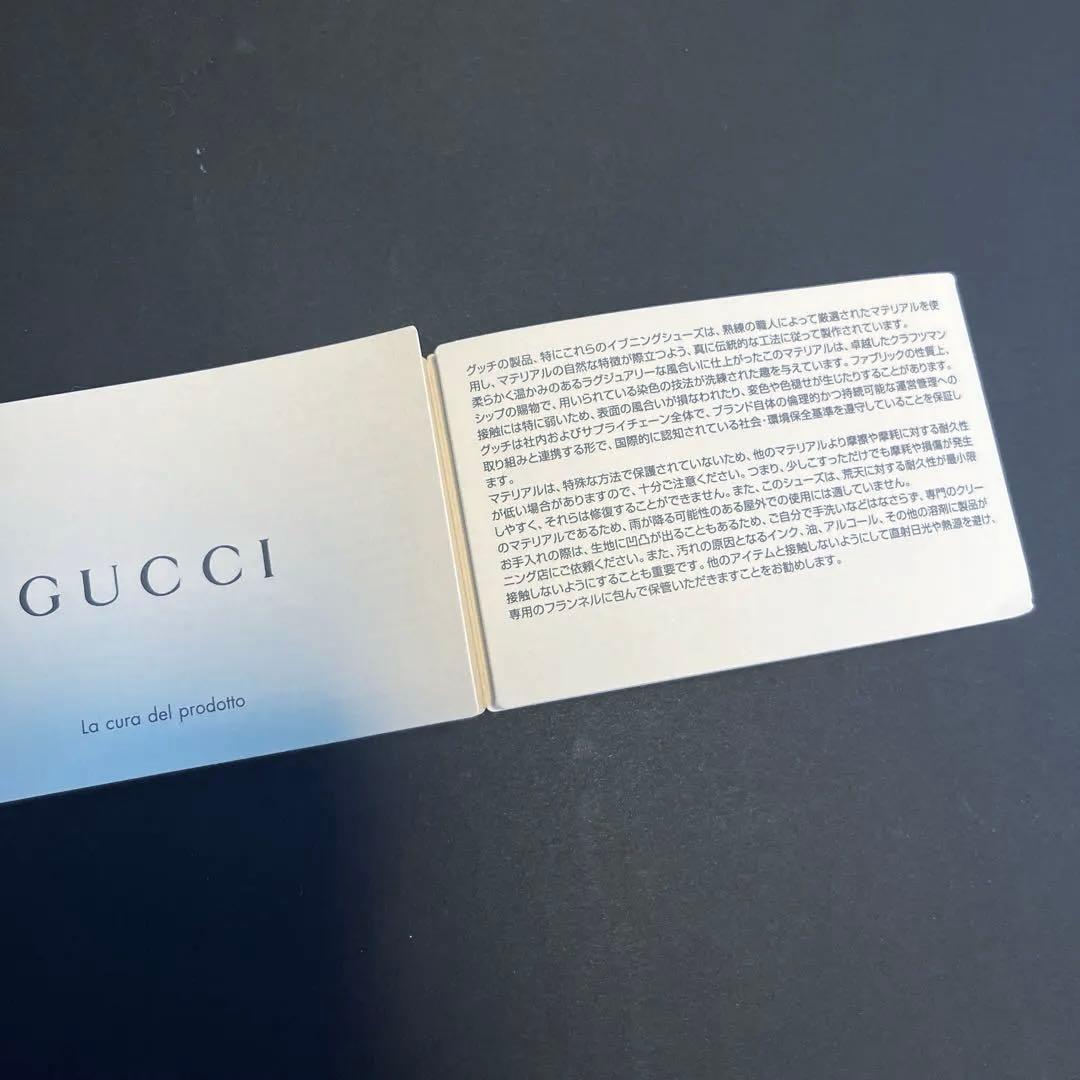 GUCCI
La cura del prodotto
グッチの製品、特にこれらのイブニングシューズは、熟練の職人によって厳選されたマテリアルを使
用し、マテリアルの自然な特徴が際立つよう、真に伝統的な工法に従って製作されています。
柔らかく温かみのあるラグジュアリーな風合いに仕上がったこのマテリアルは、卓越したクラフツマン
シップの賜物で、用いられている染色の技法が洗練された趣を与えています。ファブリックの性質上、
接触には特に弱いため、表面の風合いが損なわれたり、変色や色褪せが生じたりすることがあります。
グッチは社内およびサプライチェーン全体で、ブランド自体の倫理的かつ持続可能な運営管理への
取り組みと連携する形で、国際的に認知されている社会・環境保全基準を遵守していることを保証し
ます。
マテリアルは、特殊な方法で保護されていないため、他のマテリアルより摩擦や摩耗に対する耐久性
が低い場合がありますので、十分ご注意ください。つまり、少しこすっただけでも摩耗や損傷が発生
しやすく、それらは修復することができません。また、このシューズは、荒天に対する耐久性が最小限
のマテリアルであるため、雨が降る可能性のある屋外での使用には適していません。
お手入れの際は、生地に凹凸が出ることもあるため、ご自分で手洗いなどはなさらず、専門のクリー
ニング店にご依頼ください。また、汚れの原因となるインク、油、アルコール、その他の溶剤に製品が
接触しないようにすることも重要です。他のアイテムと接触しないようにして直射日光や熱源を避け、
専用のフランネルに包んで保管いただきますことをお勧めします。